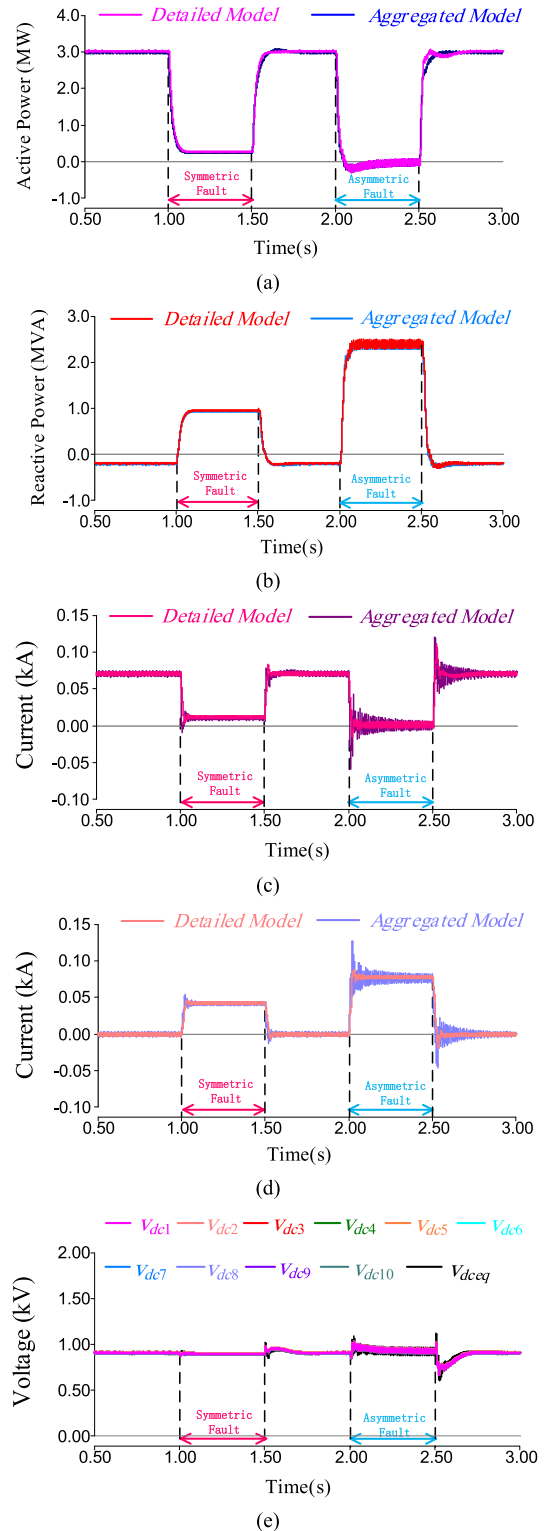 Detailed Model Aggregated Model
Active Power (MW)
4.0
3.0
2.0
1.0
0.0
-1.0
Symmetric Fault
Asymmetric Fault
0.50 1.00 1.50 2.00 2.50 3.00
Time(s)
(a)
Detailed Model Aggregated Model
Reactive Power (MVA)
3.0
2.0
1.0
0.0
-1.0
Symmetric Fault
Asymmetric Fault
0.50 1.00 1.50 2.00 2.50 3.00
Time(s)
(b)
Detailed Model Aggregated Model
Current (kA)
0.15
0.10
0.05
0.00
-0.05
-0.10
Symmetric Fault
Asymmetric Fault
0.50 1.00 1.50 2.00 2.50 3.00
Time(s)
(c)
Detailed Model Aggregated Model
Current (kA)
0.15
0.10
0.05
0.00
-0.05
-0.10
Symmetric Fault
Asymmetric Fault
0.50 1.00 1.50 2.00 2.50 3.00
Time(s)
(d)
Vdc1 Vdc2 Vdc3 Vdc4 Vdc5 Vdc6
Vdc7 Vdc8 Vdc9 Vdc10 Vdceq
Voltage (kV)
2.00
1.50
1.00
0.50
0.00
Symmetric Fault
Asymmetric Fault
0.50 1.00 1.50 2.00 2.50 3.00
Time(s)
(e)